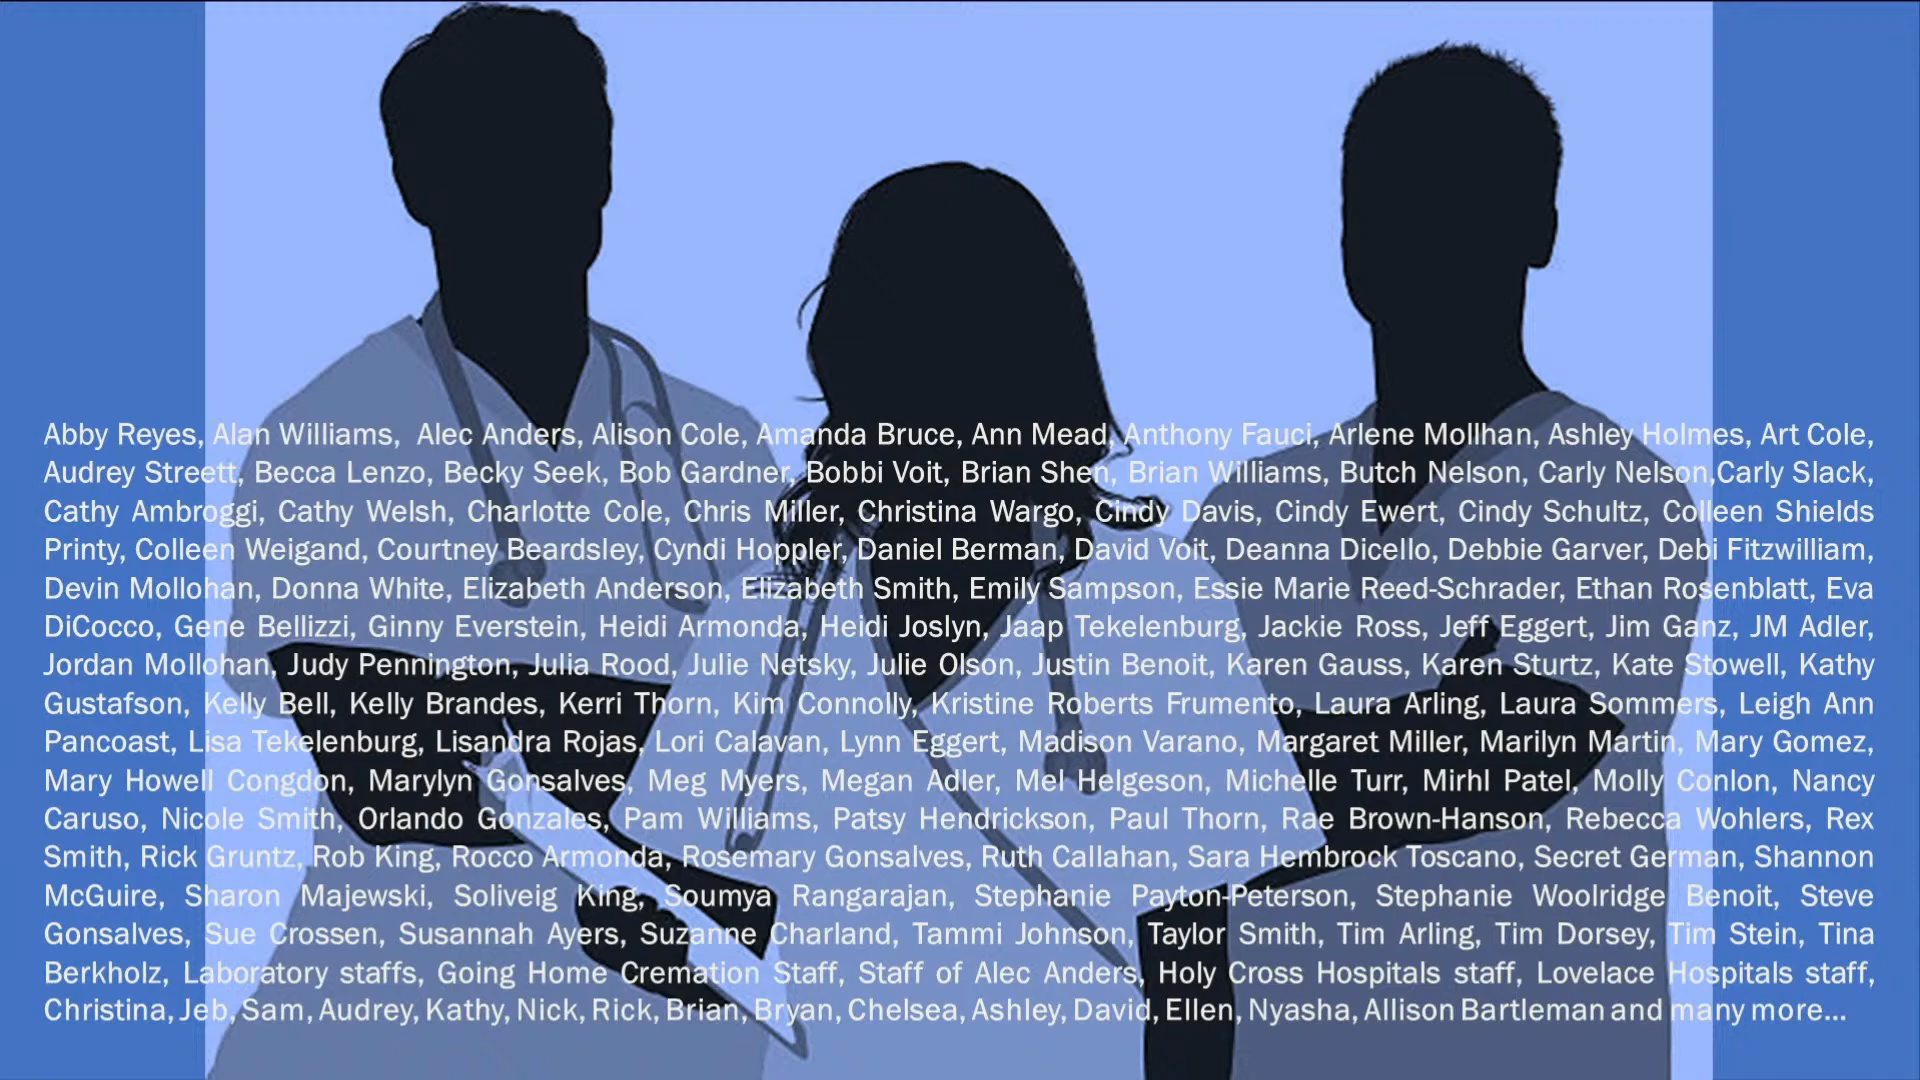 Abby Reyes, Alan Williams,  Alec Anders, Alison Cole, Amanda Bruce, Ann Mead, Anthony Fauci, Arlene Mollhan, Ashley Holmes, Art Cole,
Audrey Streett, Becca Lenzo, Becky Seek, Bob Gardner, Bobbi Voit, Brian Shen, Brian Williams, Butch Nelson, Carly Nelson,Carly Slack,
Cathy Ambroggi, Cathy Welsh, Charlotte Cole, Chris Miller, Christina Wargo, Cindy Davis, Cindy Ewert, Cindy Schultz, Colleen Shields
Printy, Colleen Weigand, Courtney Beardsley, Cyndi Hoppler, Daniel Berman, David Voit, Deanna Dicello, Debbie Garver, Debi Fitzwilliam,
Devin Mollohan, Donna White, Elizabeth Anderson, Elizabeth Smith, Emily Sampson, Essie Marie Reed-Schrader, Ethan Rosenblatt, Eva
DiCocco, Gene Bellizzi, Ginny Everstein, Heidi Armonda, Heidi Joslyn, Jaap Tekelenburg, Jackie Ross, Jeff Eggert, Jim Ganz, JM Adler,
Jordan Mollohan, Judy Pennington, Julia Rood, Julie Netsky, Julie Olson, Justin Benoit, Karen Gauss, Karen Sturtz, Kate Stowell, Kathy
Gustafson, Kelly Bell, Kelly Brandes, Kerri Thorn, Kim Connolly, Kristine Roberts Frumento, Laura Arling, Laura Sommers, Leigh Ann
Pancoast, Lisa Tekelenburg, Lisandra Rojas, Lori Calavan, Lynn Eggert, Madison Varano, Margaret Miller, Marilyn Martin, Mary Gomez,
Mary Howell Congdon, Marylyn Gonsalves, Meg Myers, Megan Adler, Mel Helgeson, Michelle Turr, Mirhl Patel, Molly Conlon, Nancy
Caruso, Nicole Smith, Orlando Gonzales, Pam Williams, Patsy Hendrickson, Paul Thorn, Rae Brown-Hanson, Rebecca Wohlers, Rex
Smith, Rick Gruntz, Rob King, Rocco Armonda, Rosemary Gonsalves, Ruth Callahan, Sara Hembrock Toscano, Secret German, Shannon
McGuire, Sharon Majewski, Soliveig King, Soumya Rangarajan, Stephanie Payton-Peterson, Stephanie Woolridge Benoit, Steve
Gonsalves, Sue Crossen, Susannah Ayers, Suzanne Charland, Tammi Johnson, Taylor Smith, Tim Arling, Tim Dorsey, Tim Stein, Tina
Berkholz, Laboratory staffs, Going Home Cremation Staff, Staff of Alec Anders, Holy Cross Hospitals staff, Lovelace Hospitals staff,
Christina, Jeb, Sam, Audrey, Kathy, Nick, Rick, Brian, Bryan, Chelsea, Ashley, David, Ellen, Nyasha, Allison Bartleman and many more...